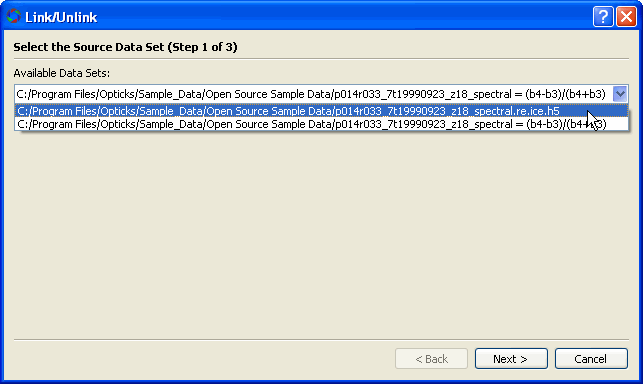 Link/Unlink
Select the Source Data Set (Step 1 of 3)
Available Data Sets:
C:/Program Files/Opticks/Sample_Data/Open Source Sample Data/p014r033_7t19990923_z18_spectral = (b4-b3)/(b4+b3)
C:/Program Files/Opticks/Sample_Data/Open Source Sample Data/p014r033_7t19990923_z18_spectral.re.ice.h5
C:/Program Files/Opticks/Sample_Data/Open Source Sample Data/p014r033_7t19990923_z18_spectral = (b4-b3)/(b4+b3)
< Back
Next >
Cancel